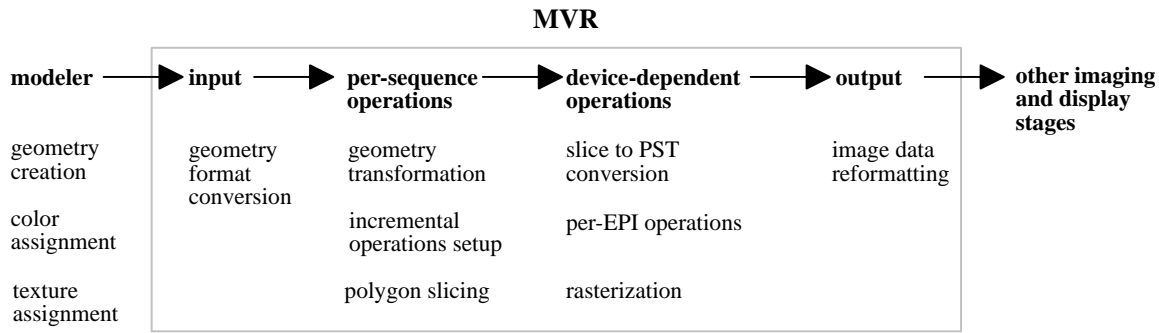 MVR
modeler
input
per-sequence
operations
device-dependent
operations
output
other imaging
and display
stages
geometry
creation
geometry
format
conversion
geometry
transformation
slice to PST
conversion
image data
reformatting
color
assignment
incremental
operations setup
per-EPI operations
texture
assignment
polygon slicing
rasterization